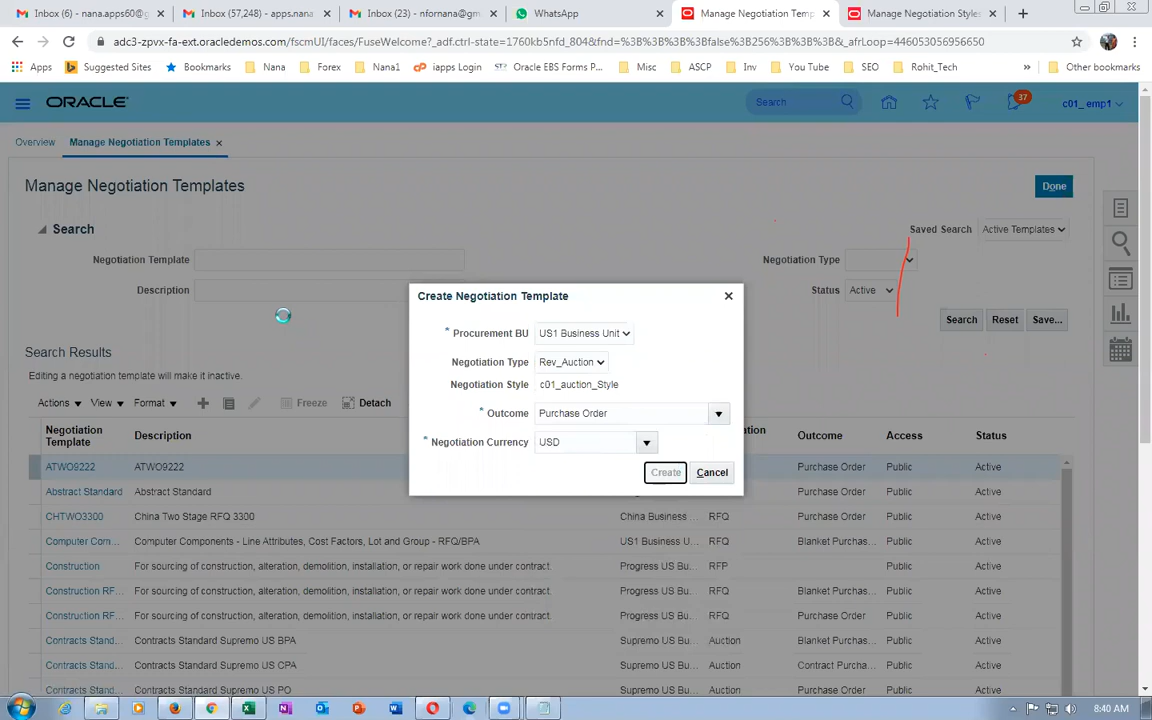 Inbox (6) - nana.apps60@g
Inbox (57,248) - apps.nana
Inbox (23) - nfornana@gm
WhatsApp
Manage Negotiation Temp
Manage Negotiation Styles
adc3-zpvx-fa-ext.oracledemos.com/fscmUI/faces/FuseWelcome?_adf.ctrl-state=1760kb5nfd_804&fnd=%3B%3B%3B%3Bfalse%3B256%3B%3B%3B&_afrLoop=446053056956650
Apps Suggested Sites Bookmarks Nana Forex Nana1 iapps Login Oracle EBS Forms P... Misc ASCP Inv You Tube SEO Rohit_Tech » Other bookmarks
ORACLE
Search
37
c01_ emp1
Overview Manage Negotiation Templates
Manage Negotiation Templates
Done
Search
Saved Search Active Templates
Negotiation Template
Negotiation Type
Description
Status Active
Search Reset Save...
Create Negotiation Template
* Procurement BU US1 Business Unit
Negotiation Type Rev_Auction
Negotiation Style c01_auction_Style
* Outcome Purchase Order
* Negotiation Currency USD
Create Cancel
Search Results
Editing a negotiation template will make it inactive.
Actions View Format Freeze Detach
Negotiation Template Description Outcome Access Status
ATWO9222 ATWO9222 Purchase Order Public Active
Abstract Standard Abstract Standard Purchase Order Public Active
CHTWO3300 China Two Stage RFQ 3300 China Business ... RFQ Purchase Order Public Active
Computer Com... Computer Components - Line Attributes, Cost Factors, Lot and Group - RFQ/BPA US1 Business U... RFQ Blanket Purchas... Public Active
Construction For sourcing of construction, alteration, demolition, installation, or repair work done under contract. Progress US Bu... RFP Public Active
Construction RF... For sourcing of construction, alteration, demolition, installation, or repair work done under contract. Progress US Bu... RFQ Blanket Purchas... Public Active
Construction RF... For sourcing of construction, alteration, demolition, installation, or repair work done under contract. Progress US Bu... RFQ Purchase Order Public Active
Contracts Stand... Contracts Standard Supremo US BPA Supremo US Bu... Auction Blanket Purchas... Public Active
Contracts Stand... Contracts Standard Supremo US CPA Supremo US Bu... Auction Contract Purcha... Public Active
Contracts Stand... Contracts Standard Supremo US PO Supremo US Bu... Auction Purchase Order Public Active
8:40 AM